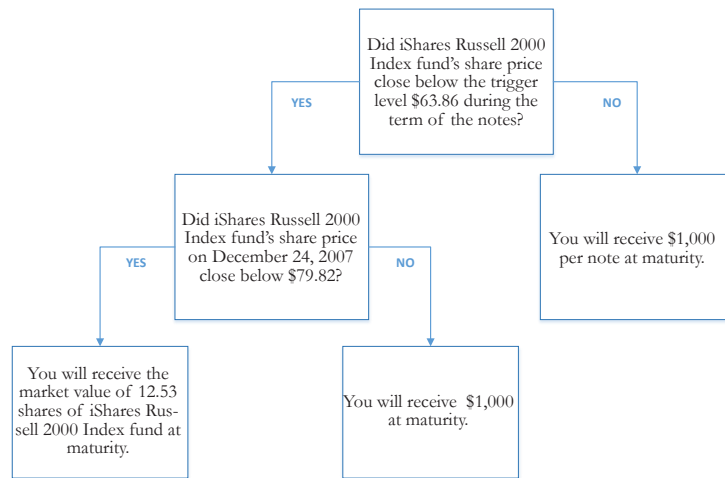 Did iShares Russell 2000
Index fund's share price
close below the trigger
level $63.86 during the
term of the notes?
YES
NO
Did iShares Russell 2000
Index fund's share price
on December 24, 2007
close below $79.82?
You will receive $1,000
per note at maturity.
YES
NO
You will receive the
market value of 12.53
shares of iShares Rus-
sell 2000 Index fund at
maturity.
You will receive $1,000
at maturity.